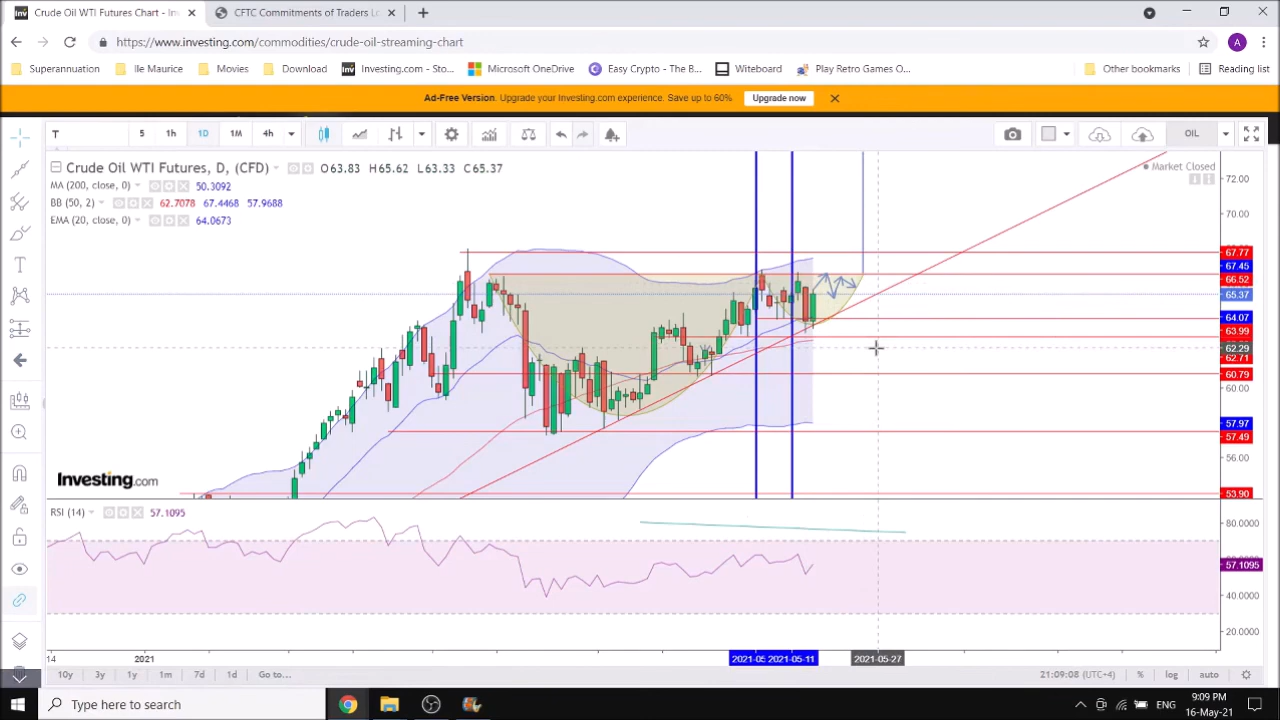 Crude Oil WTI Futures Chart - In
CFTC Commitments of Traders Lo
https://www.investing.com/commodities/crude-oil-streaming-chart
A
Superannuation
Ile Maurice
Movies
Download
Investing.com - Sto...
Microsoft OneDrive
Easy Crypto - The B...
Witeboard
Play Retro Games O...
Other bookmarks
Reading list
Ad-Free Version. Upgrade your Investing.com experience. Save up to 60%
Upgrade now
T
5
1h
1D
1M
4h
OIL
Crude Oil WTI Futures, D, (CFD)
O63.83 H65.62 L63.33 C65.37
Market Closed
MA (200, close, 0)
50.3092
BB (50, 2)
62.7078 67.4468 57.9688
EMA (20, close, 0)
64.0673
72.00
70.00
67.77
67.45
66.52
65.37
64.07
63.99
62.29
62.71
60.79
60.00
57.97
57.49
56.00
53.90
Investing.com
RSI (14)
57.1095
80.0000
57.1095
40.0000
20.0000
14
2021
2021-05
2021-05-11
2021-05-27
10y
3y
1y
1m
7d
1d
Go to...
21:09:08 (UTC+4)
%
log
auto
Type here to search
ENG
9:09 PM
16-May-21